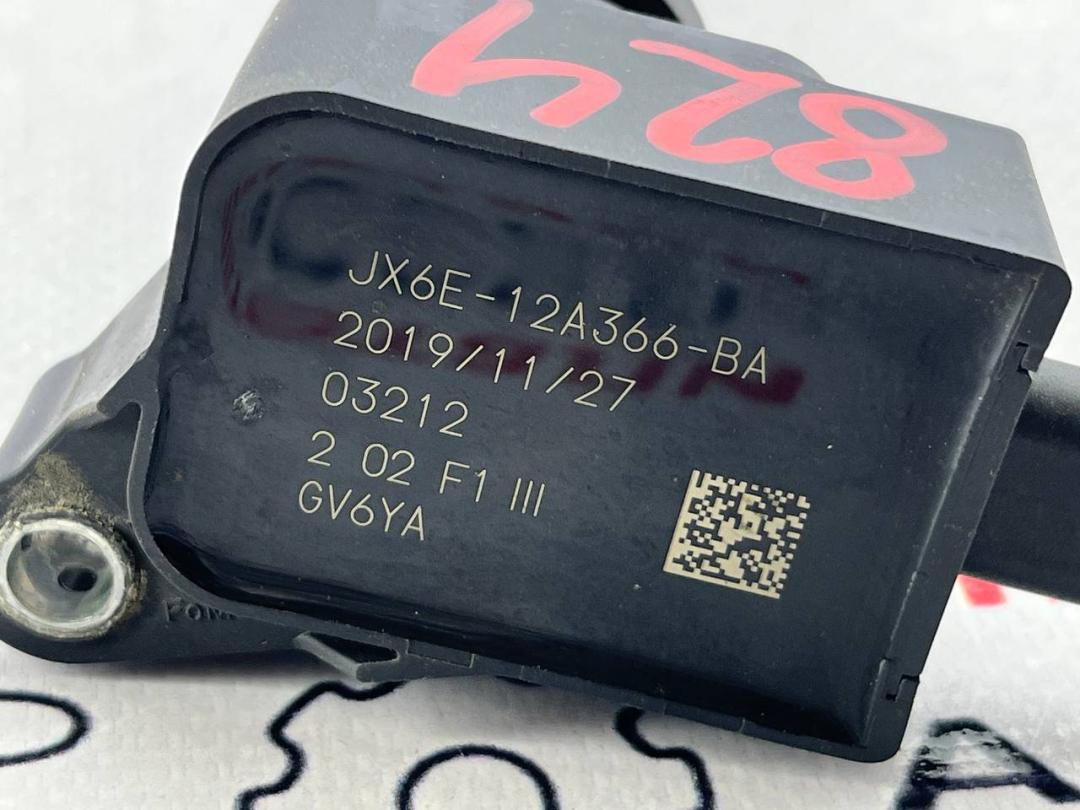 824
JX6E-12A366-BA
2019/11/27
03212
2 02 F1 III
GV6YA
A